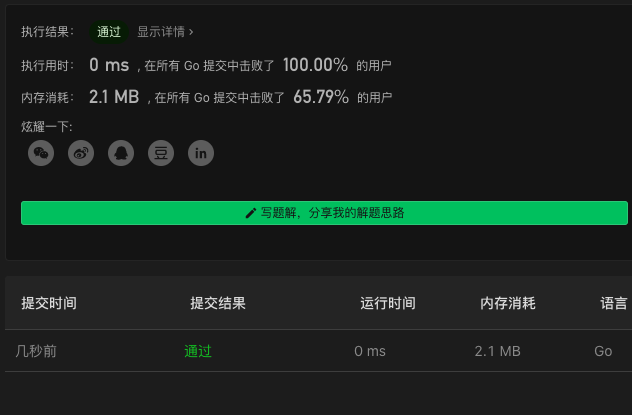 执行结果: 通过 显示详情 >
执行用时: 0 ms , 在所有 Go 提交中击败了 100.00% 的用户
内存消耗: 2.1 MB , 在所有 Go 提交中击败了 65.79% 的用户
炫耀一下:
豆 in
写题解，分享我的解题思路
提交时间 提交结果 运行时间 内存消耗 语言
几秒前 通过 0 ms 2.1 MB Go